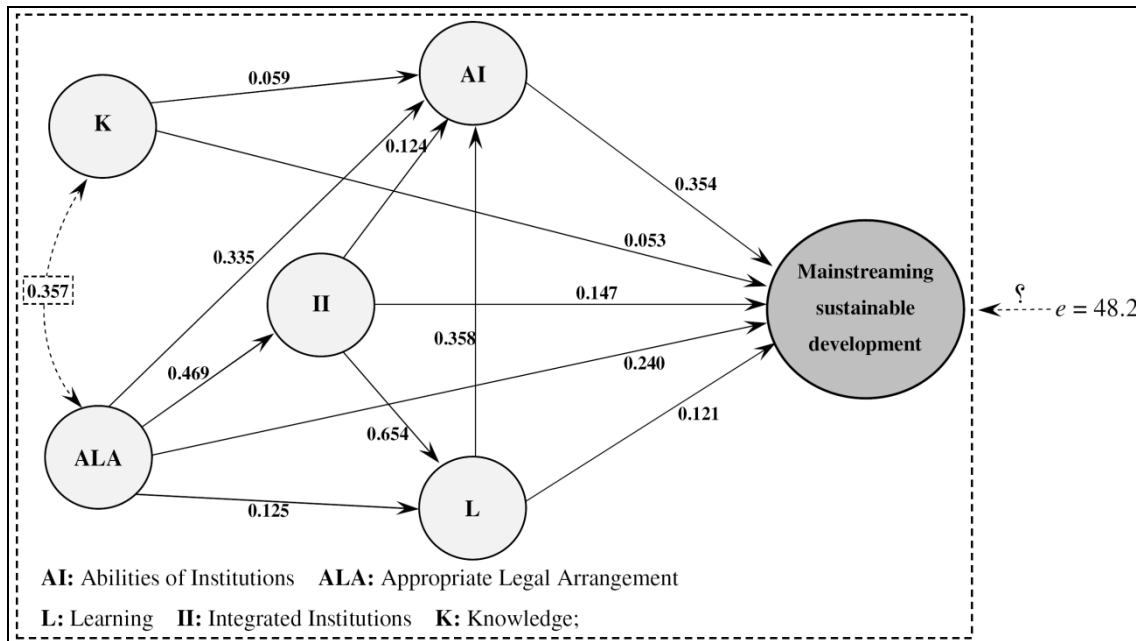 AI
0.059
K
0.124
0.354
0.335
0.053
Mainstreaming
sustainable
development
0.357
II
0.147
؟
e = 48.2
0.358
0.469
0.240
0.654
0.121
ALA
0.125
L
AI: Abilities of Institutions ALA: Appropriate Legal Arrangement
L: Learning II: Integrated Institutions K: Knowledge;